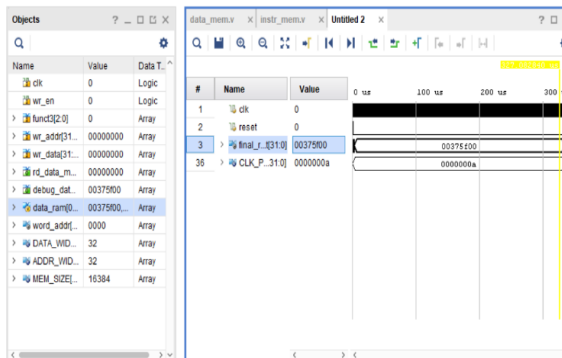 Objects
Name Value Data T...
clk 0 Logic
wr_en 0 Logic
funct3[2:0] 0 Array
wr_addr[31... 00000000 Array
wr_data[31:... 00000000 Array
rd_data_m... 00000000 Array
debug_dat... 00375f00 Array
data_ram[0... 00375f00,... Array
word_addr[... 0000 Array
DATA_WID... 32 Array
ADDR_WID... 32 Array
MEM_SIZE[... 16384 Array
data_mem.v × instr_mem.v × Untitled 2 ×
# Name Value
0 us 100 us 200 us 300
1 clk 0
2 reset 0
3 final_r...t[31:0] 00375f00 00375f00
36 CLK_P...31:0] 0000000a 0000000a